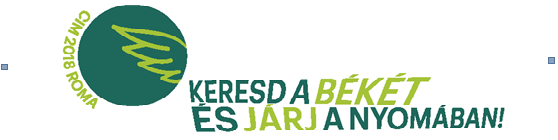 CIM 2018 ROMA
KERESD A BÉKÉT
ÉS JÁRJ A NYOMÁBAN!